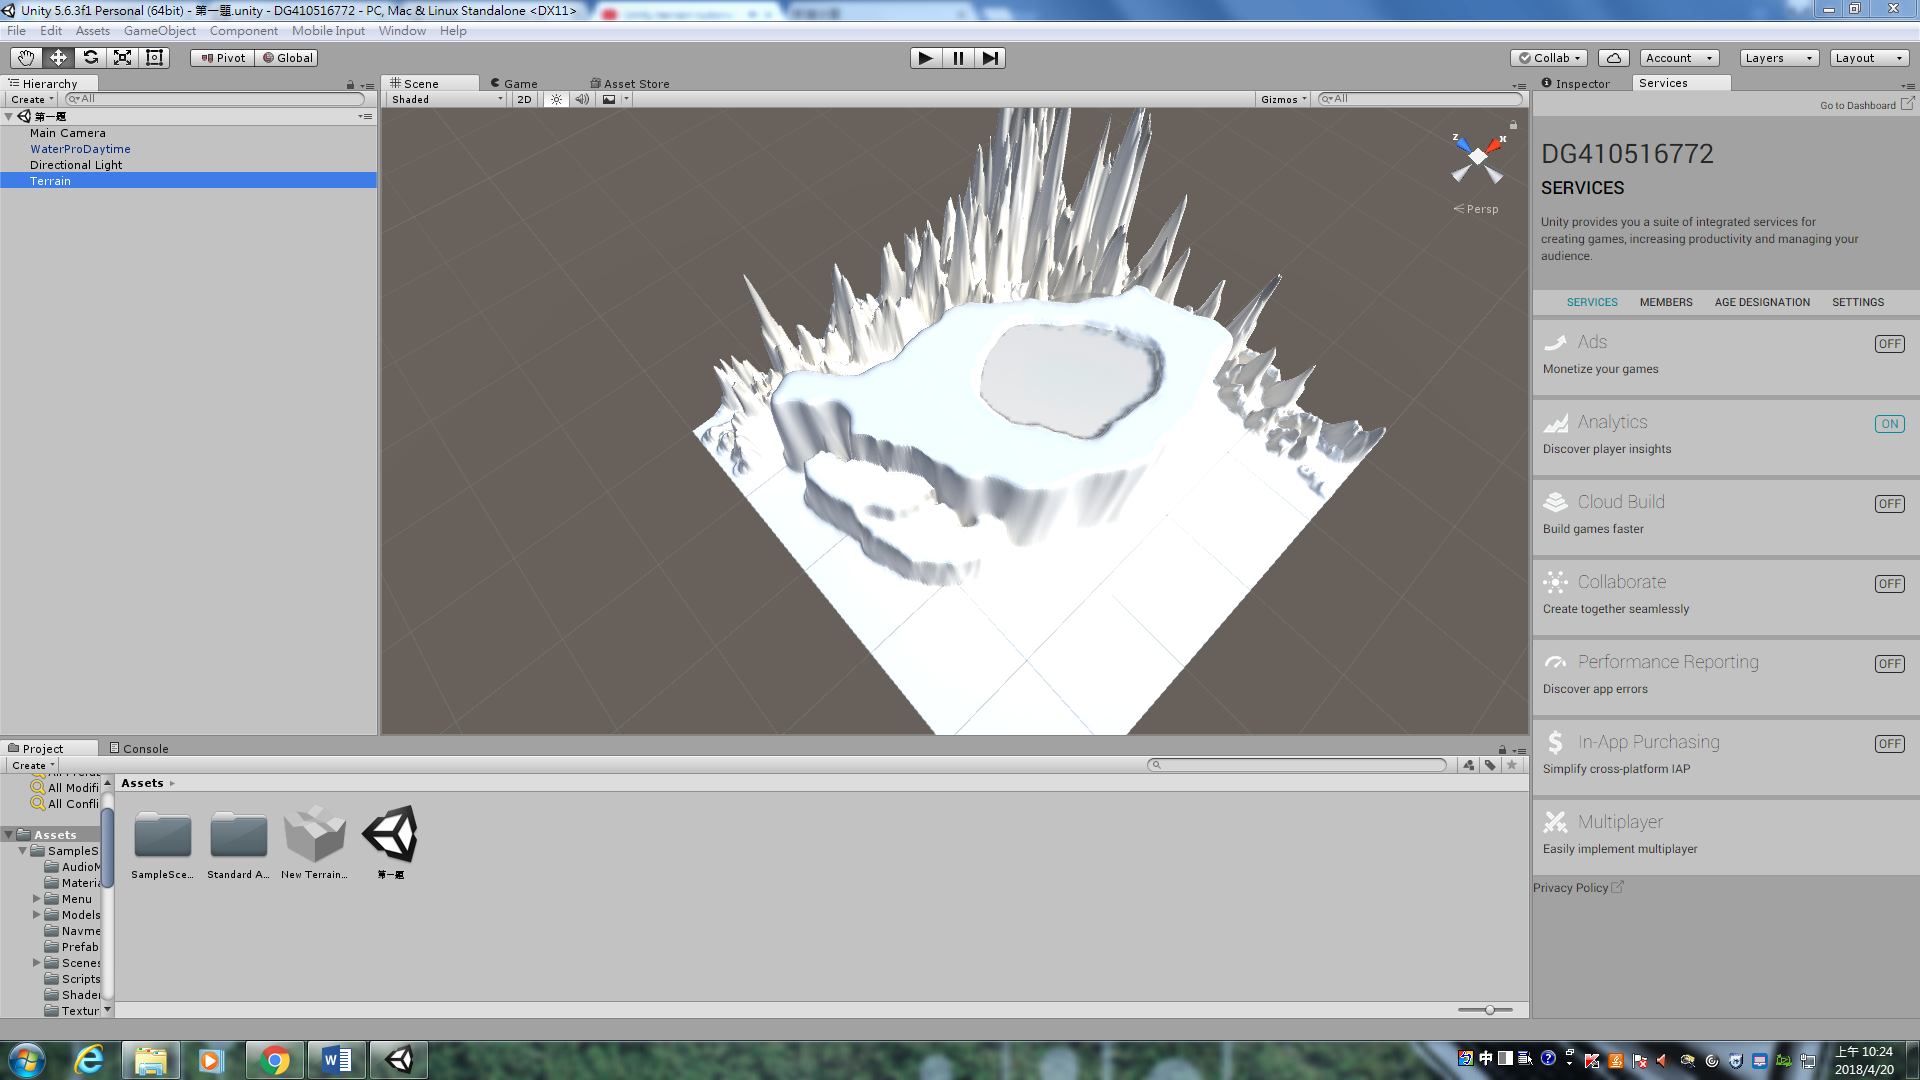 Unity 5.6.3f1 Personal (64bit) - 第一題.unity - DG410516772 - PC, Mac & Linux Standalone <DX11>
File Edit Assets GameObject Component Mobile Input Window Help
Pivot Global Collab Account Layers Layout
Hierarchy
Create All
第一題
Main Camera
WaterProDaytime
Directional Light
Terrain
Scene Game Asset Store
Shaded 2D Gizmos All
z x
Persp
Inspector Services
Go to Dashboard
DG410516772
SERVICES
Unity provides you a suite of integrated services for
creating games, increasing productivity and managing your
audience.
SERVICES MEMBERS AGE DESIGNATION SETTINGS
Ads OFF
Monetize your games
Analytics ON
Discover player insights
Cloud Build OFF
Build games faster
Collaborate OFF
Create together seamlessly
Performance Reporting OFF
Discover app errors
In-App Purchasing OFF
Simplify cross-platform IAP
Multiplayer
Easily implement multiplayer
Privacy Policy
Project Console
Create
All Modifi
All Confli
Assets
SampleS
AudioM
Materia
Menu
Models
Navme
Prefab
Scenes
Scripts
Shader
Textur
Assets
SampleSce...
Standard A...
New Terrain...
第一題
中
上午 10:24
2018/4/20